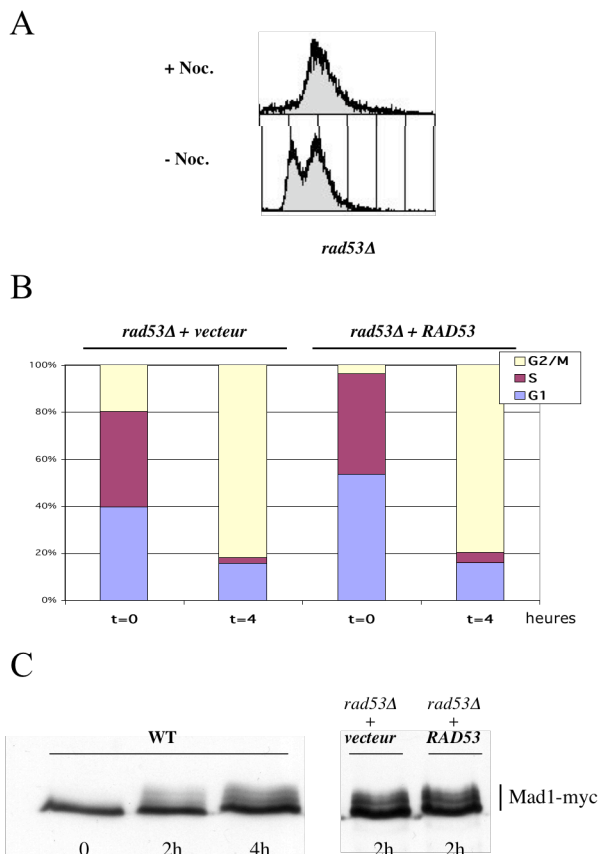 A
+ Noc.
- Noc.
rad53Δ
B
rad53Δ + vecteur
rad53Δ + RAD53
100%
80%
60%
40%
20%
0%
G2/M
S
G1
t=0
t=4
t=0
t=4
heures
C
WT
rad53Δ
+
vecteur
rad53Δ
+
RAD53
Mad1-myc
0
2h
4h
2h
2h